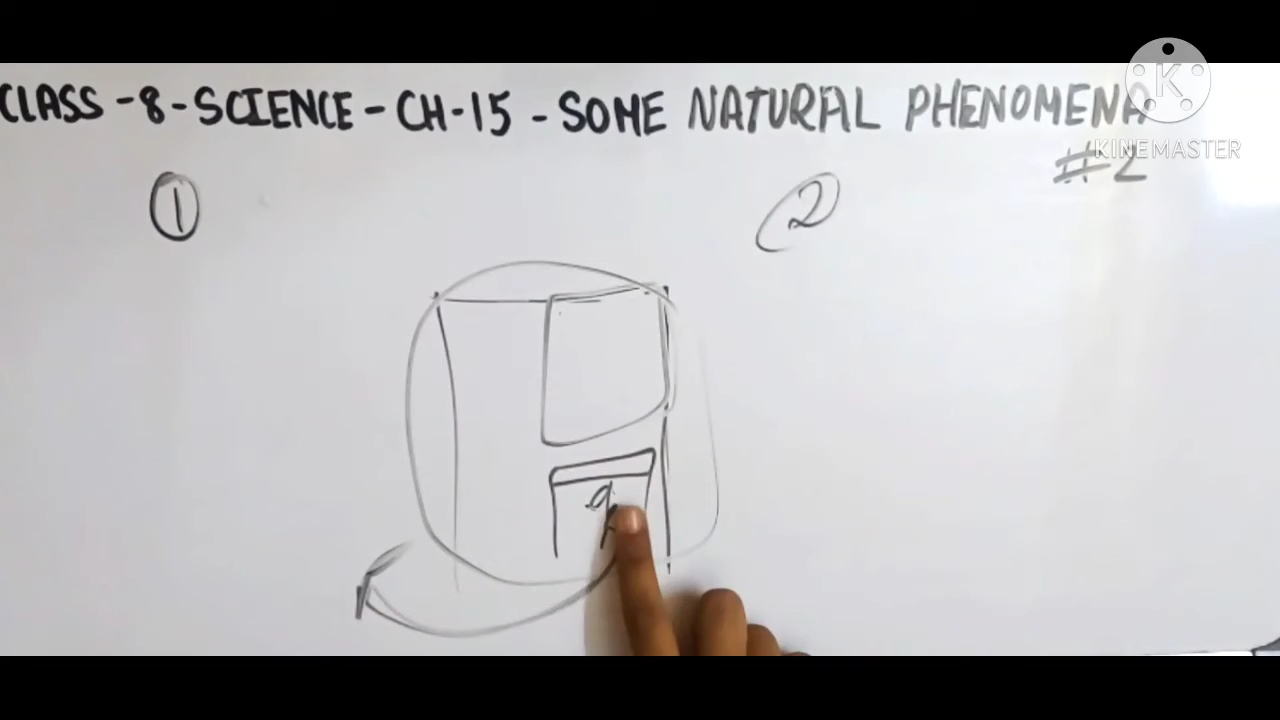 CLASS - 8 - SCIENCE - CH-15 - SOME NATURAL PHENOMENA
#2
K
KINEMASTER
1
2